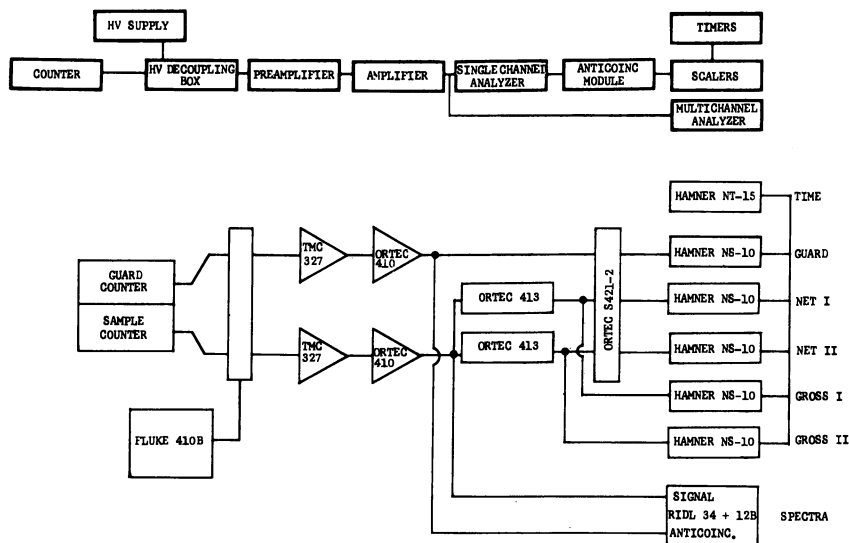 HV SUPPLY
TIMERS
COUNTER
HV DECOUPLING
BOX
PREAMPLIFIER
AMPLIFIER
SINGLE CHANNEL
ANALYZER
ANTICOINC
MODULE
SCALERS
MULTICHANNEL
ANALYZER
HAMNER NT-15
TIME
TMC
327
ORTEC
410
ORTEC S421-2
HAMNER NS-10
GUARD
GUARD
COUNTER
ORTEC 413
HAMNER NS-10
NET I
SAMPLE
COUNTER
TMC
327
ORTEC
410
ORTEC 413
HAMNER NS-10
NET II
HAMNER NS-10
GROSS I
FLUKE 410B
HAMNER NS-10
GROSS II
SIGNAL
RIDL 34 + 12B
ANTICOINC.
SPECTRA